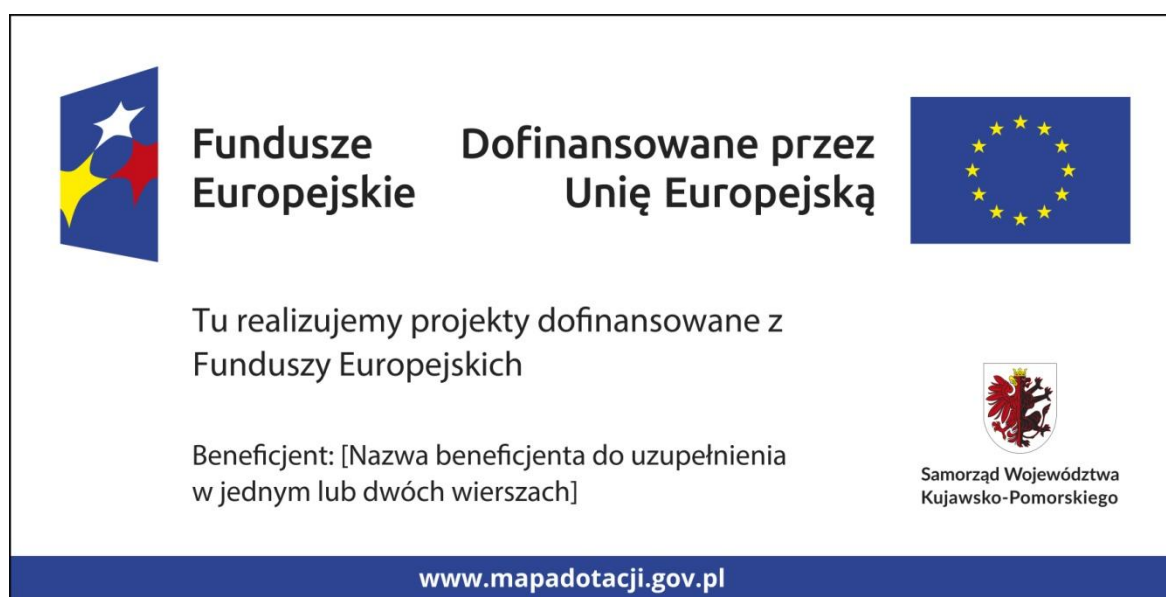 Fundusze
Europejskie
Dofinansowane przez
Unię Europejską
Tu realizujemy projekty dofinansowane z
Funduszy Europejskich
Beneficjent: [Nazwa beneficjenta do uzupełnienia
w jednym lub dwóch wierszach]
Samorząd Województwa
Kujawsko-Pomorskiego
www.mapadotacji.gov.pl